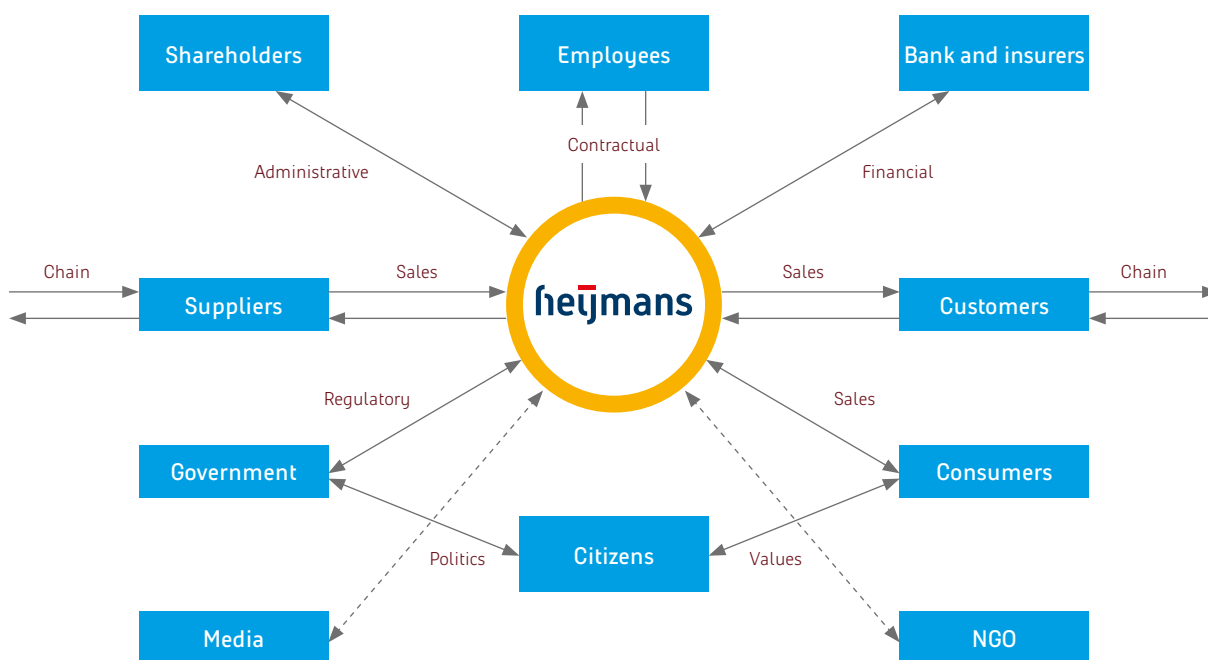 Shareholders
Employees
Bank and insurers
Contractual
Administrative
Financial
Chain
Sales
Sales
Chain
Suppliers
heijmans
Customers
Regulatory
Sales
Government
Consumers
Politics
Citizens
Values
Media
NGO